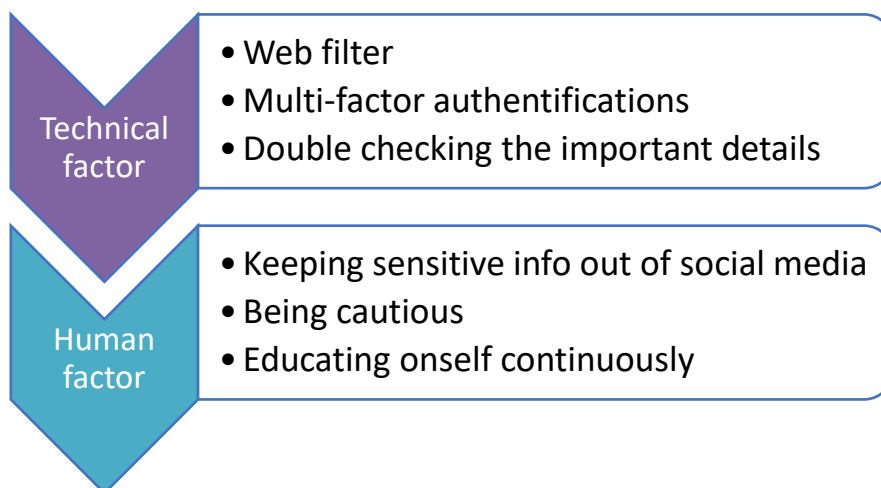 Technical
factor
• Web filter
• Multi-factor authentifications
• Double checking the important details
Human
factor
• Keeping sensitive info out of social media
• Being cautious
• Educating onself continuously